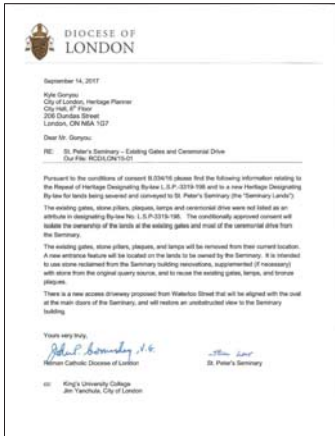 DIOCESE OF
LONDON
September 14, 2017
Kyle Gonyou
City of London, Heritage Planner
City Hall, 6th Floor
206 Dundas Street
London, ON N6A 1G7
Dear Mr. Gonyou:
RE: St. Peter's Seminary – Existing Gates and Ceremonial Drive
Our File: RCD/LON/15-01
Pursuant to the conditions of consent B.034/16 please find the following information relating to
the Repeal of Heritage Designating By-law L.S.P.-3319-198 and to a new Heritage Designating
By-law for lands being severed and conveyed to St. Peter's Seminary (the "Seminary Lands").
The existing gates, stone pillars, plaques, lamps and ceremonial drive were not listed as an
attribute in designating By-law No. L.S.P-3319-198. The conditionally approved consent will
isolate the ownership of the lands at the existing gates and most of the ceremonial drive from
the Seminary.
The existing gates, stone pillars, plaques, and lamps will be removed from their current location.
A new entrance feature will be located on the lands to be owned by the Seminary. It is intended
to use stone reclaimed from the Seminary building renovations, supplemented (if necessary)
with stone from the original quarry source, and to reuse the existing gates, lamps, and bronze
plaques.
There is a new access driveway proposed from Waterloo Street that will be aligned with the oval
at the main doors of the Seminary, and will restore an unobstructed view to the Seminary
building.
Yours very truly,
Roman Catholic Diocese of London St. Peter's Seminary
cc: King's University College
Jim Yanchula, City of London